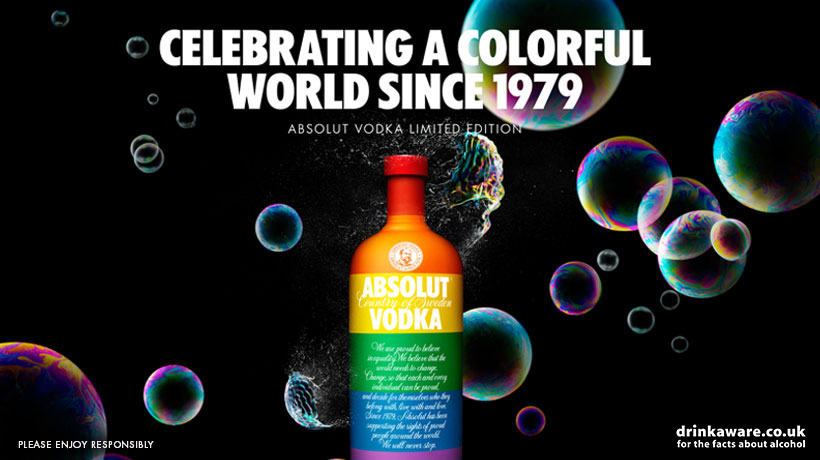 CELEBRATING A COLORFUL
WORLD SINCE 1979
ABSOLUT VODKA LIMITED EDITION
ABSOLUT
Country of Sweden
VODKA
We are proud to believe
inequality. We believe that the
world needs to change.
Change, so that each and every
individual can be proud,
and decide for themselves who they
belong with, live with and love.
Since 1979, Absolut has been
supporting the rights of proud
people around the world.
We will never stop.
PLEASE ENJOY RESPONSIBLY
drinkaware.co.uk
for the facts about alcohol